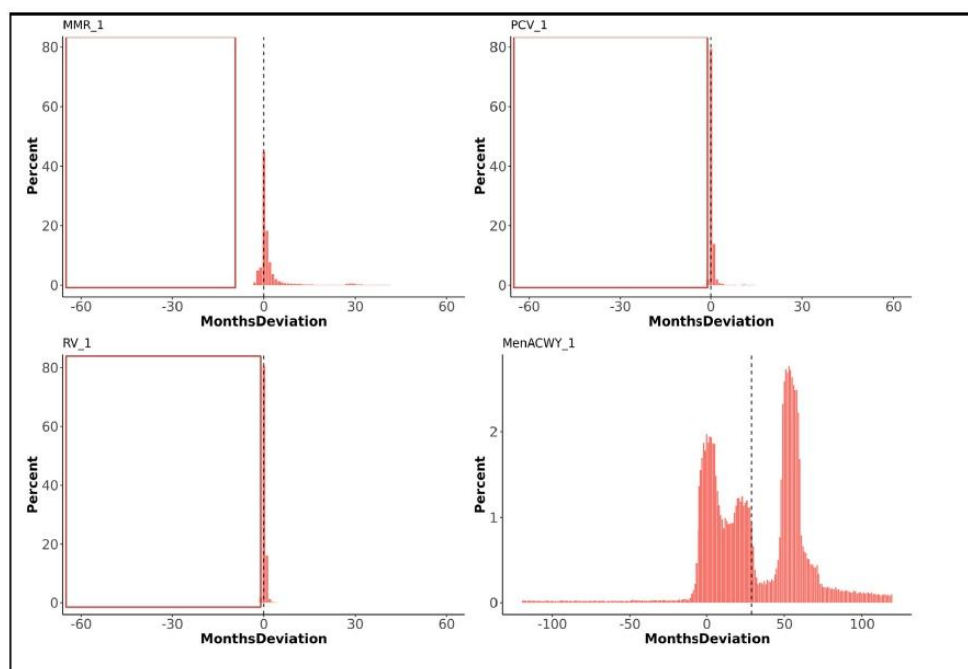 MMR_1
80
60
40
20
0
Percent
-60 -30 0 30 60
MonthsDeviation
PCV_1
80
60
40
20
0
Percent
-60 -30 0 30 60
MonthsDeviation
RV_1
80
60
40
20
0
Percent
-60 -30 0 30 60
MonthsDeviation
MenACWY_1
2
1
0
Percent
-100 -50 0 50 100
MonthsDeviation